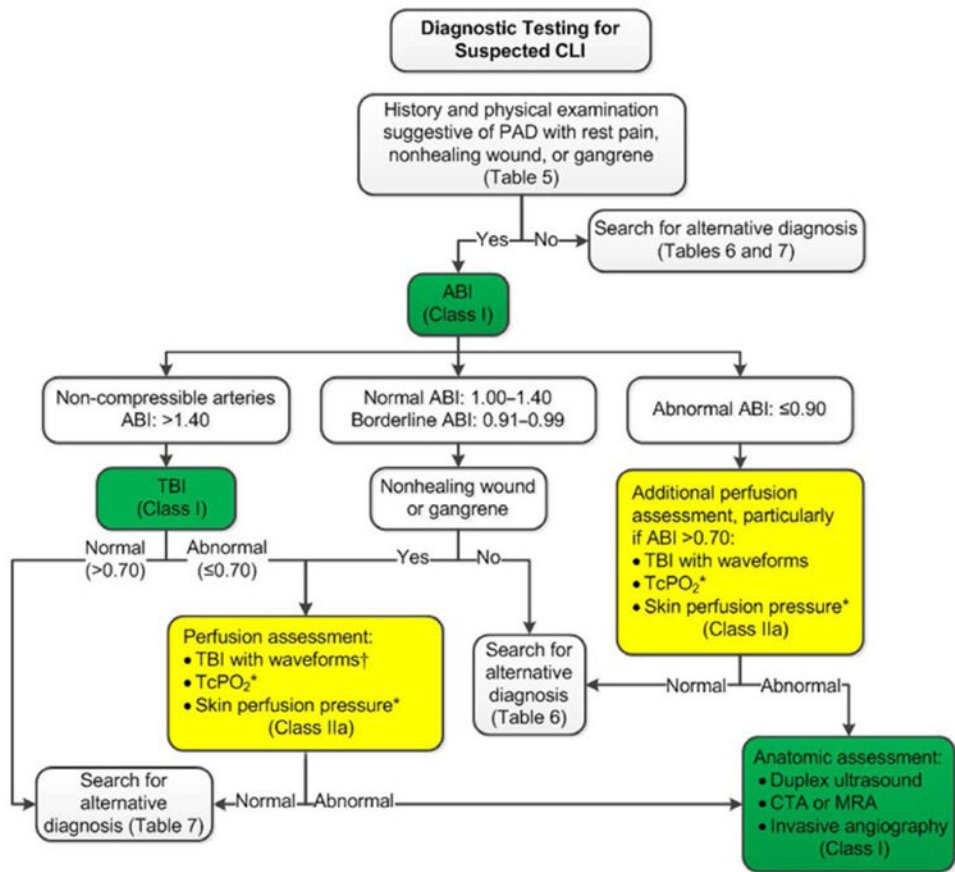 Diagnostic Testing for
Suspected CLI
History and physical examination
suggestive of PAD with rest pain,
nonhealing wound, or gangrene
(Table 5)
Yes
No
Search for alternative diagnosis
(Tables 6 and 7)
ABI
(Class I)
Non-compressible arteries
ABI: >1.40
Normal ABI: 1.00–1.40
Borderline ABI: 0.91–0.99
Abnormal ABI: ≤0.90
TBI
(Class I)
Nonhealing wound
or gangrene
Additional perfusion
assessment, particularly
if ABI >0.70:
• TBI with waveforms
• TcPO₂*
• Skin perfusion pressure*
(Class IIa)
Normal
(>0.70)
Abnormal
(≤0.70)
Yes
No
Perfusion assessment:
• TBI with waveforms†
• TcPO₂*
• Skin perfusion pressure*
(Class IIa)
Search for
alternative
diagnosis
(Table 6)
Normal
Abnormal
Search for
alternative
diagnosis (Table 7)
Normal
Abnormal
Anatomic assessment:
• Duplex ultrasound
• CTA or MRA
• Invasive angiography
(Class I)